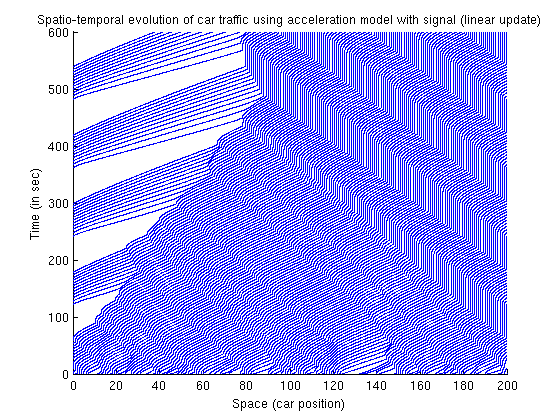 Spatio-temporal evolution of car traffic using acceleration model with signal (linear update)
600
500
400
300
200
100
0
Time (in sec)
0 20 40 60 80 100 120 140 160 180 200
Space (car position)